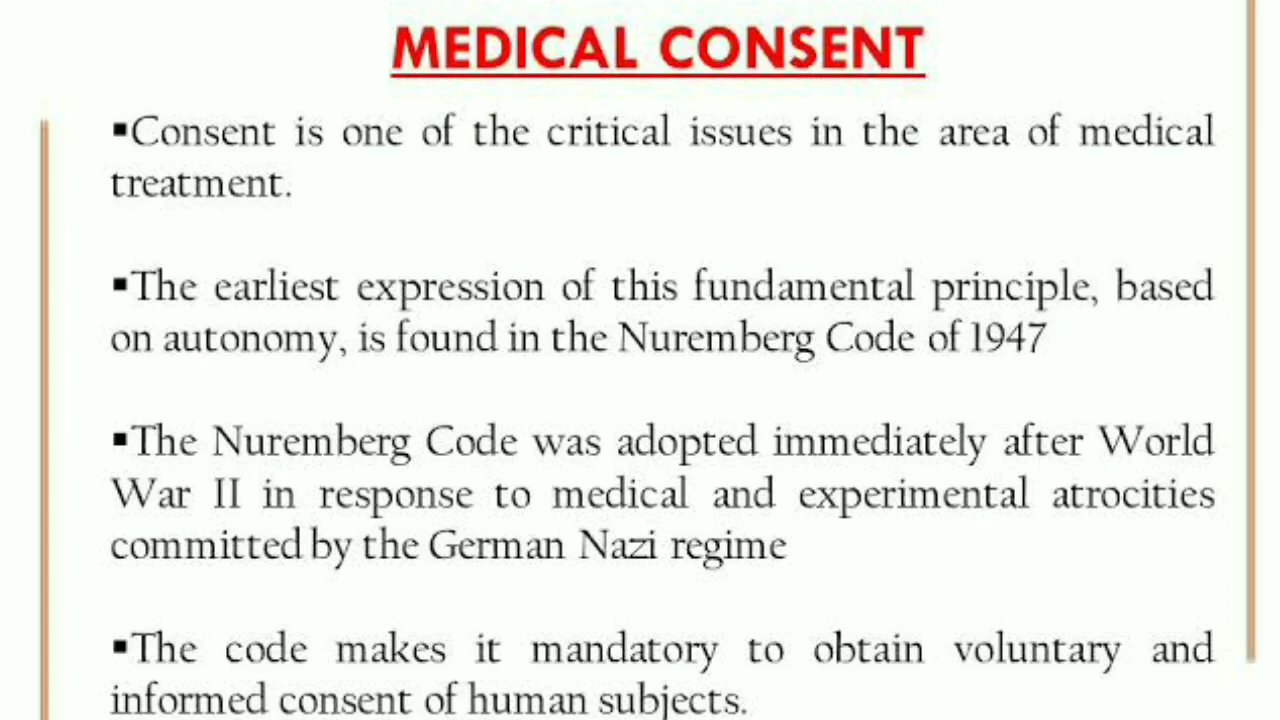 MEDICAL CONSENT
▪Consent is one of the critical issues in the area of medical
treatment.
▪The earliest expression of this fundamental principle, based
on autonomy, is found in the Nuremberg Code of 1947
▪The Nuremberg Code was adopted immediately after World
War II in response to medical and experimental atrocities
committed by the German Nazi regime
▪The code makes it mandatory to obtain voluntary and
informed consent of human subjects.